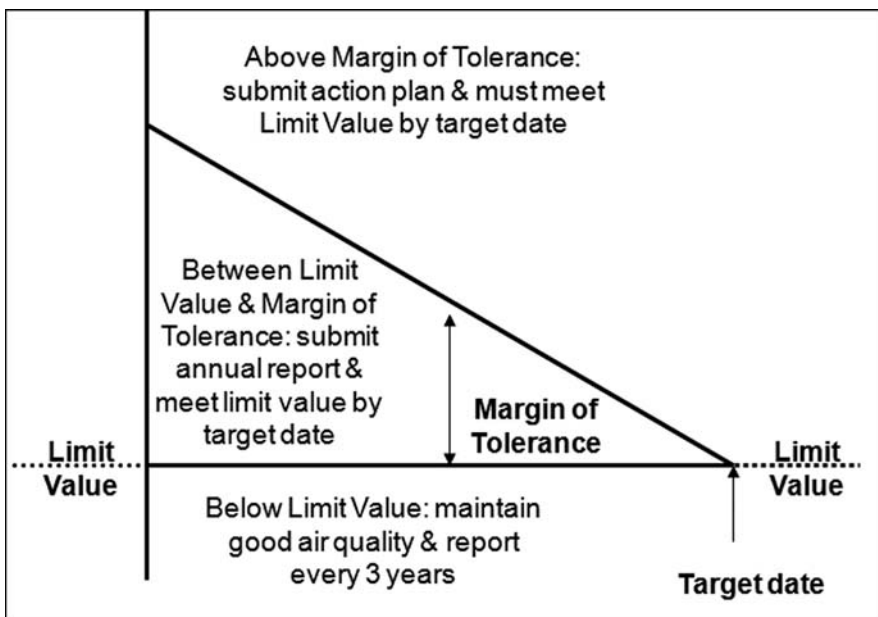 Above Margin of Tolerance:
submit action plan & must meet
Limit Value by target date
Between Limit
Value & Margin of
Tolerance: submit
annual report &
meet limit value by
target date
Margin of
Tolerance
Limit
Value
Limit
Value
Below Limit Value: maintain
good air quality & report
every 3 years
Target date